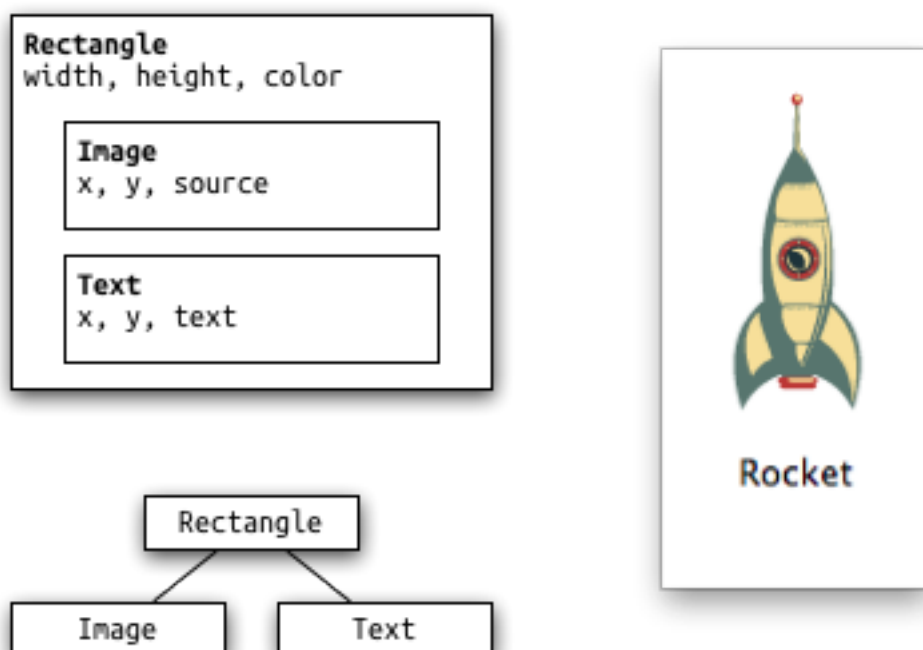 Rectangle
width, height, color
Image
x, y, source
Text
x, y, text
Rocket
Rectangle
Image
Text